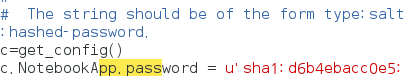 #  The string should be of the form type:salt
:hashed-password.
c=get_config()
c.NotebookApp.password = u'sha1:d6b4ebacc0e5: